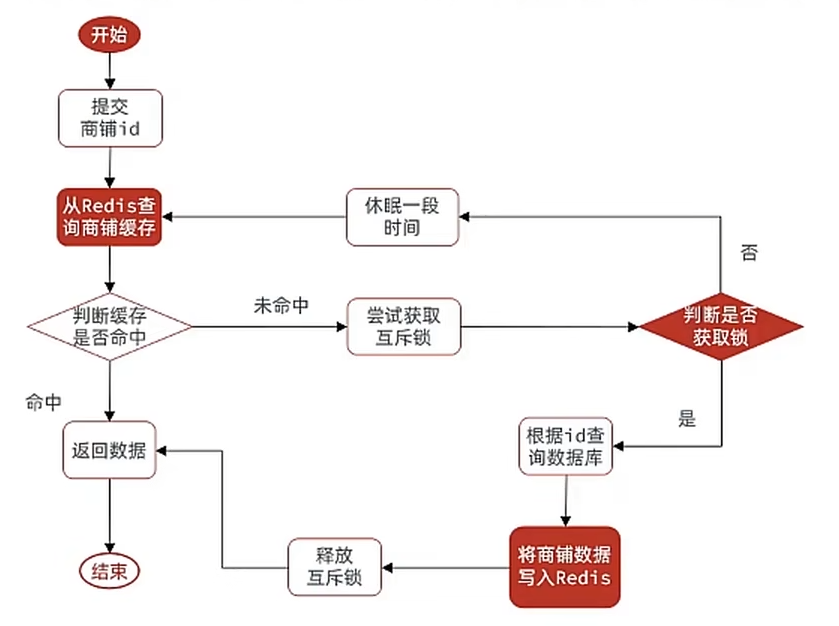 开始
提交
商铺id
从Redis查
询商铺缓存
休眠一段
时间
否
判断缓存
是否命中
未命中
尝试获取
互斥锁
判断是否
获取锁
命中
是
返回数据
根据id查
询数据库
结束
释放
互斥锁
将商铺数据
写入Redis